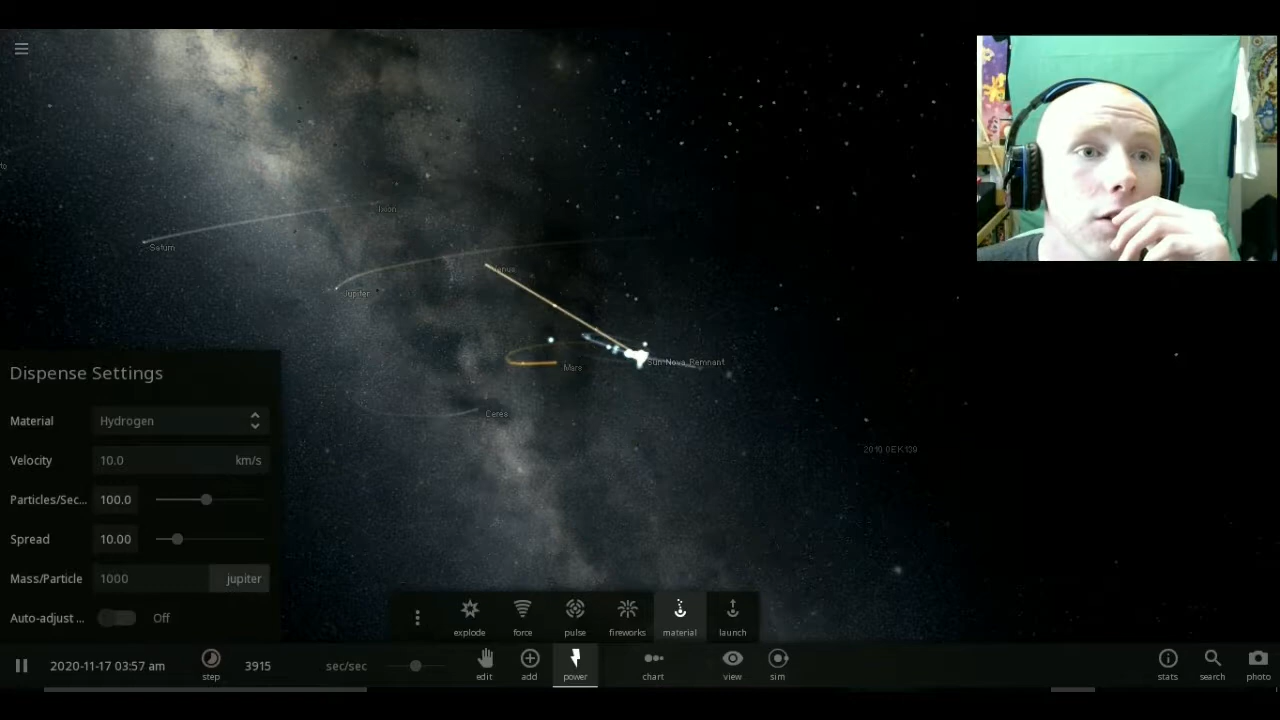 Ixion
Saturn
Venus
Jupiter
Sun Nova Remnant
Mars
Dispense Settings
Ceres
Material Hydrogen
Velocity 10.0 km/s
Particles/Sec... 100.0
Spread 10.00
Mass/Particle 1000 jupiter
Auto-adjust ... Off
explode force pulse fireworks material launch
2020-11-17 03:57 am step 3915 sec/sec edit add power chart view sim stats search photo